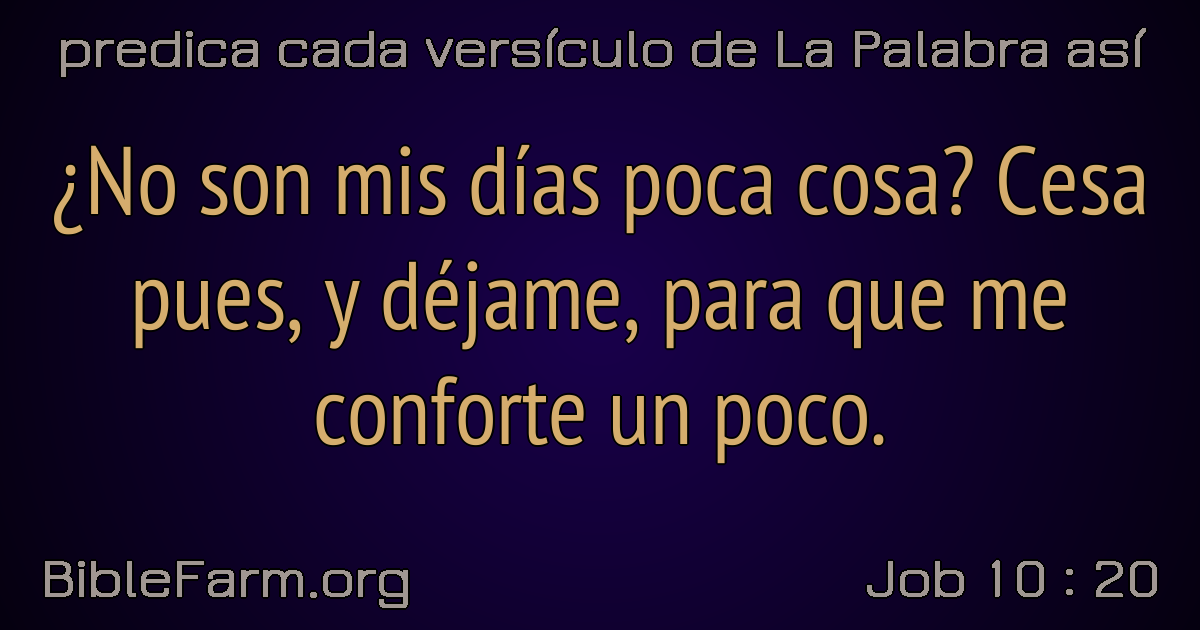 predica cada versículo de La Palabra así
¿No son mis días poca cosa? Cesa
pues, y déjame, para que me
conforte un poco.
BibleFarm.org
Job 10 : 20